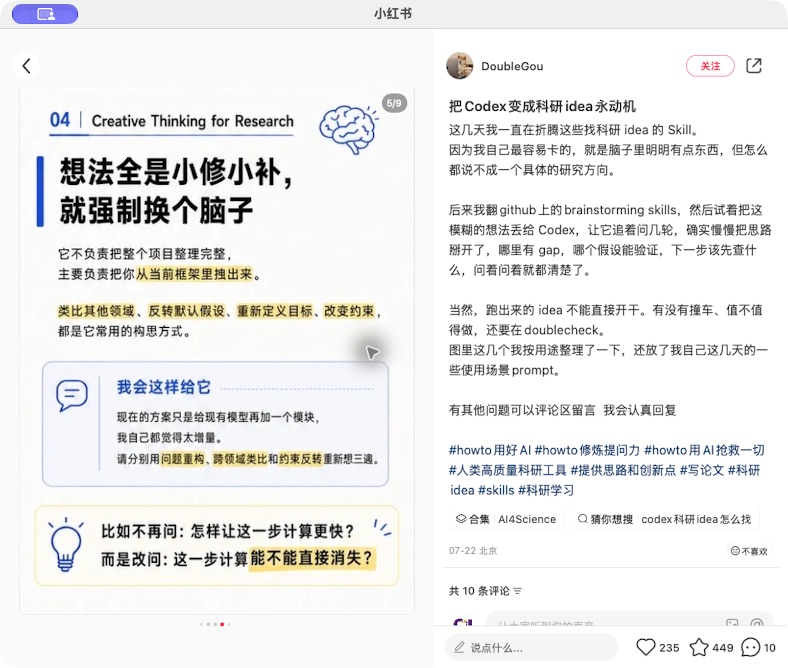 小红书
5/9
04 | Creative Thinking for Research
想法全是小修小补，
就强制换个脑子
它不负责把整个项目整理完整，
主要负责把你从当前框架里拽出来。
类比其他领域、反转默认假设、重新定义目标、改变约束，
都是它常用的构思方式。
我会这样给它
现在的方案只是给现有模型再加一个模块，
我自己都觉得太增量。
请分别用问题重构、跨领域类比和约束反转重新想三遍。
比如不再问：怎样让这一步计算更快？
而是改问：这一步计算能不能直接消失？
DoubleGou
关注
把Codex变成科研idea永动机
这几天我一直在折腾这些找科研 idea 的 Skill。
因为我自己最容易卡的，就是脑子里明明有点东西，但怎么
都说不成一个具体的研究方向。
后来我翻github上的brainstorming skills，然后试着把这
模糊的想法丢给 Codex，让它追着问几轮，确实慢慢把思路
掰开了，哪里有 gap，哪个假设能验证，下一步该先查什
么，问着问着就都清楚了。
当然，跑出来的 idea 不能直接开干。有没有撞车、值不值
得做，还要在doublecheck。
图里这几个我按用途整理了一下，还放了我自己这几天的一
些使用场景prompt。
有其他问题可以评论区留言 我会认真回复
#howto用好AI #howto修炼提问力 #howto用AI抢救一切
#人类高质量科研工具 #提供思路和创新点 #写论文 #科研
idea #skills #科研学习
合集 AI4Science 猜你想搜 codex科研idea怎么找
07-22 北京
不喜欢
共 10 条评论
说点什么...
235
449
10